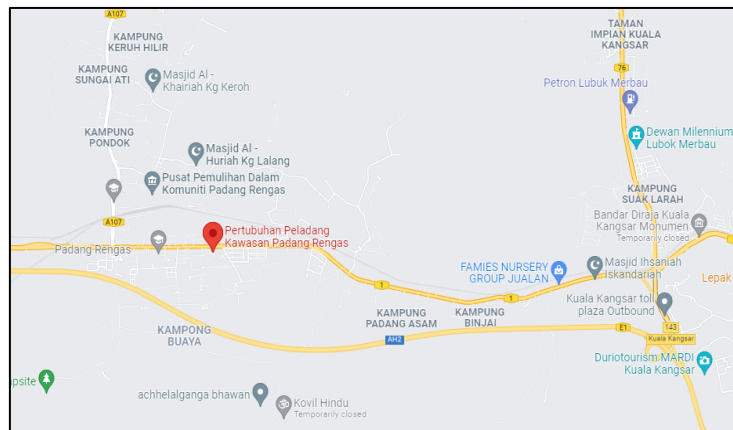 A107
KAMPUNG
KERUH HILIR
KAMPUNG
SUNGAI ATI
Masjid Al -
Khairiah Kg Keroh
TAMAN
IMPIAN KUALA
KANGSAR
76
Petron Lubuk Merbau
KAMPUNG
PONDOK
Masjid Al -
Huriah Kg Lalang
Dewan Millennium
Lubok Merbau
Pusat Pemulihan Dalam
Komuniti Padang Rengas
KAMPUNG
SUAK LARAH
A107
Padang Rengas
Pertubuhan Peladang
Kawasan Padang Rengas
Bandar Diraja Kuala
Kangsar Monumen
Temporarily closed
FAMIES NURSERY
GROUP JUALAN
Masjid Ihsaniah
Iskandariah
Lepak
1
1
Kuala Kangsar toll
plaza Outbound
KAMPUNG
PADANG ASAM
KAMPUNG
BINJAI
KAMPONG
BUAYA
AH2
E1
143
Kuala Kangsar
Duriotourism MARDI
Kuala Kangsar
psite
achhelalganga bhawan
Kovil Hindu
Temporarily closed